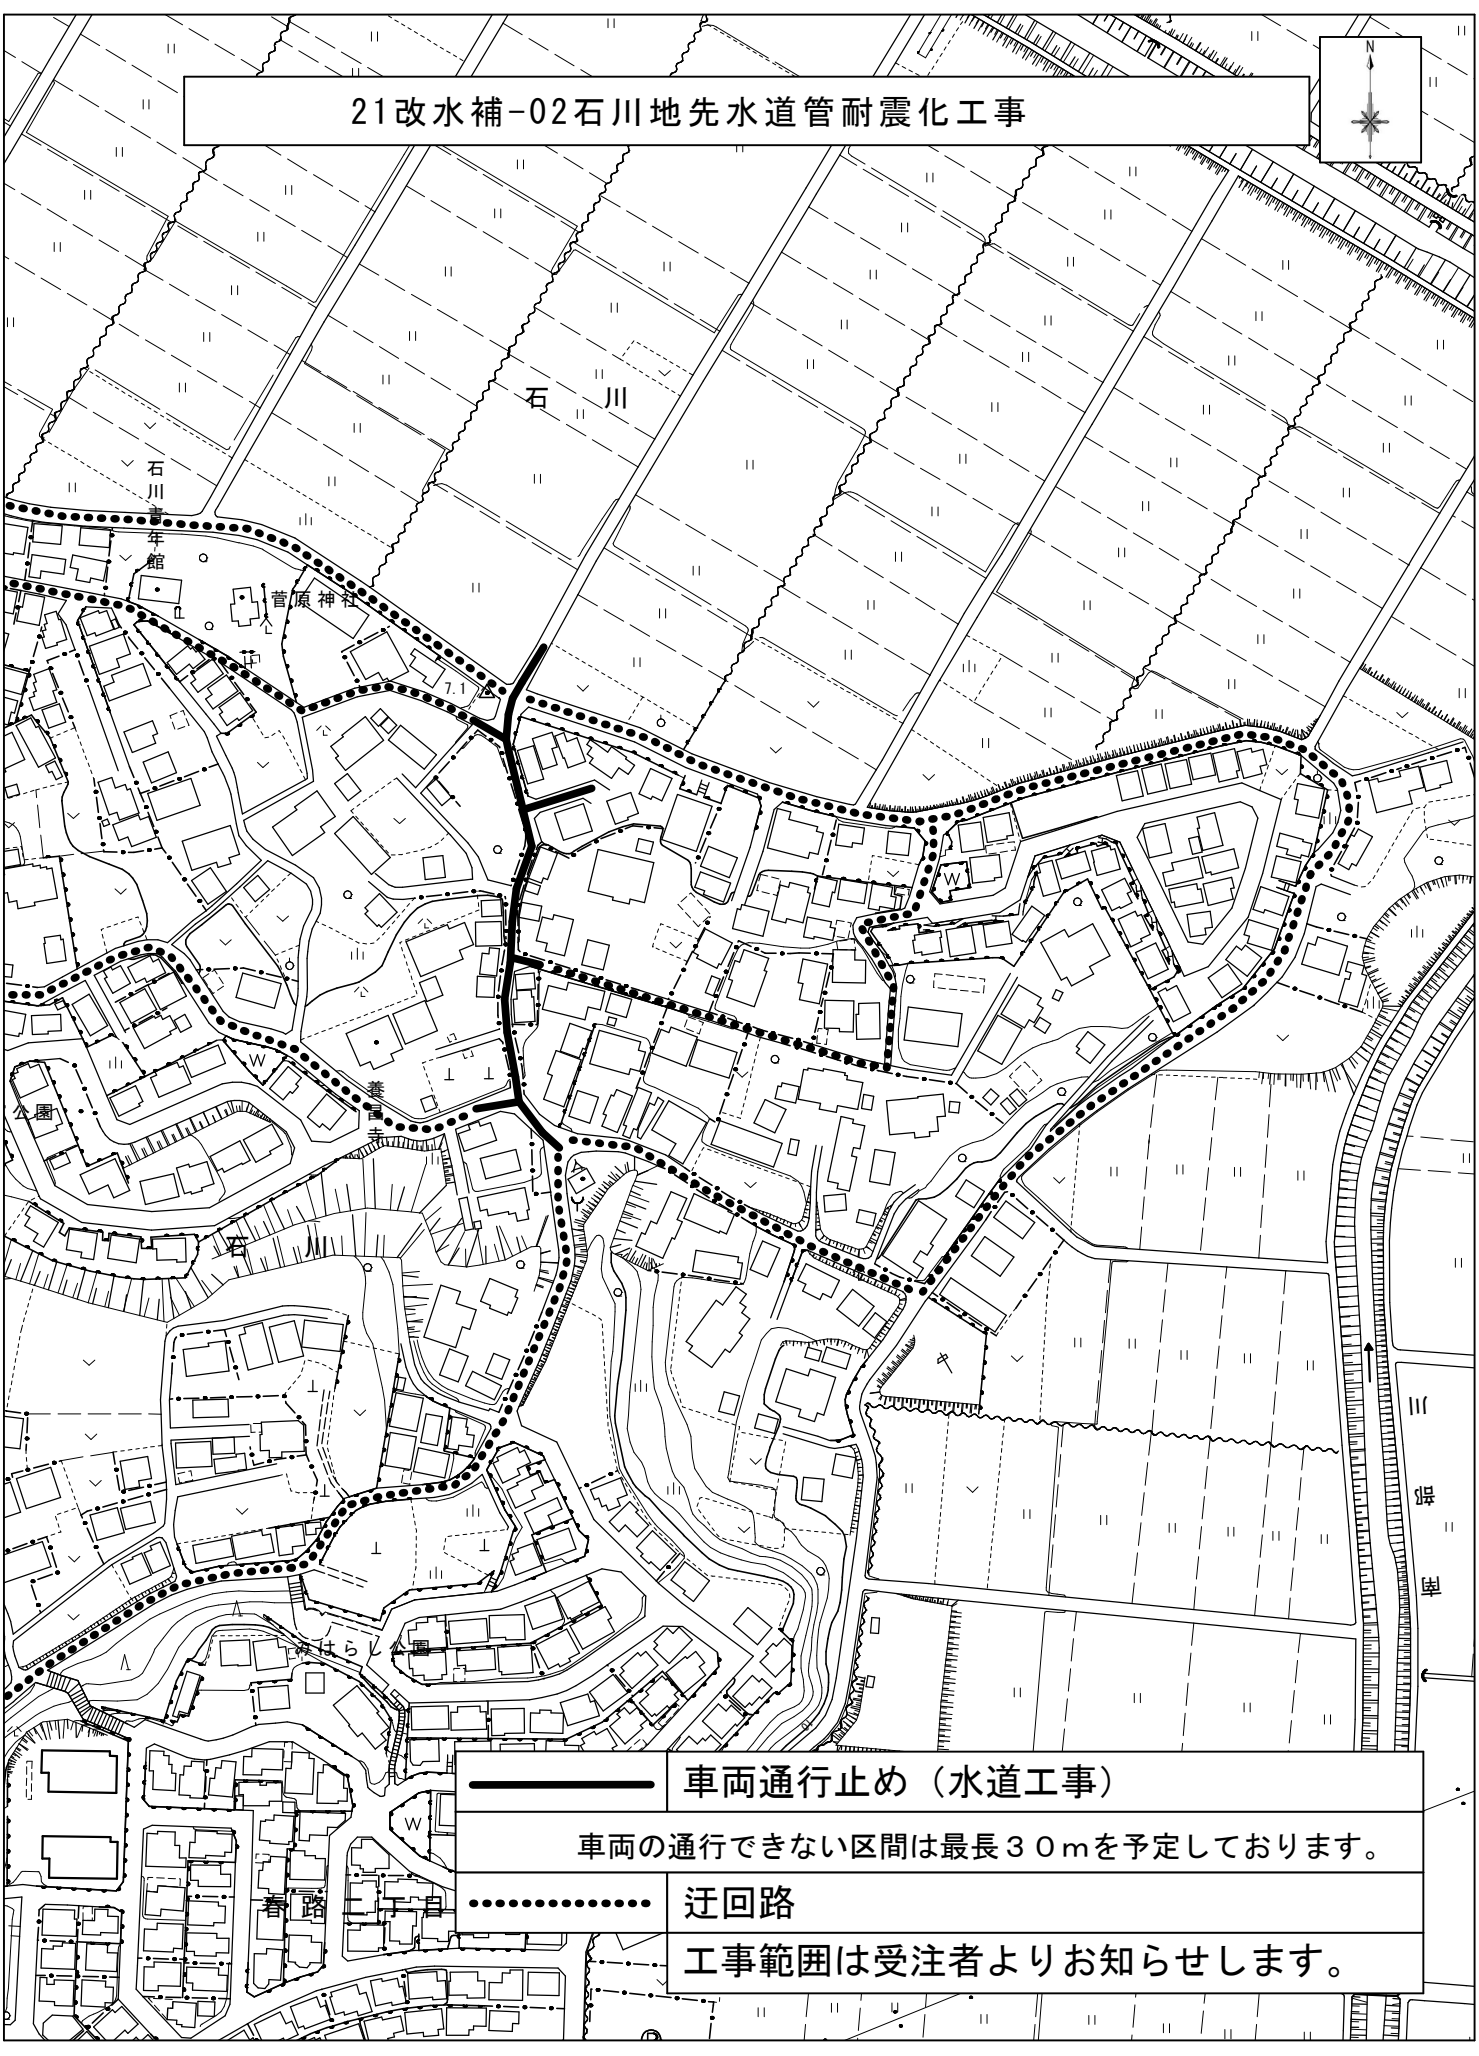 21改水補-02石川地先水道管耐震化工事
N
石川
石川青年館
菅原神社
7.1
W
養昌寺
W
公園
石川
川部南
みはらし公園
W
春路二丁目
車両通行止め（水道工事）
車両の通行できない区間は最長３０ｍを予定しております。
迂回路
工事範囲は受注者よりお知らせします。